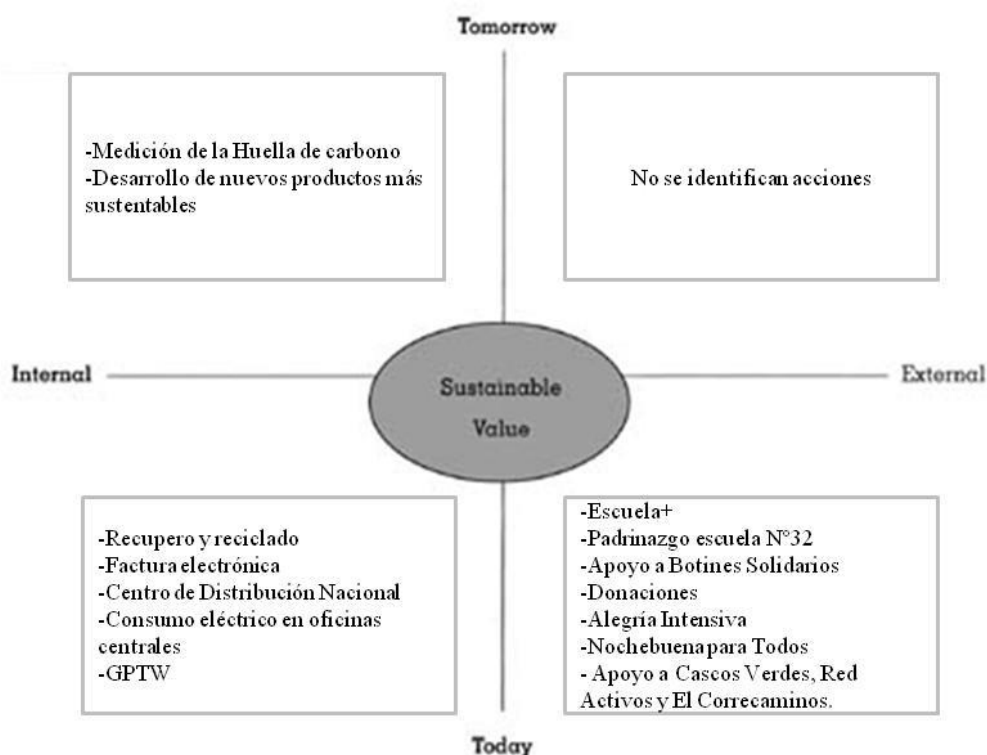 Tomorrow
-Medición de la Huella de carbono
-Desarrollo de nuevos productos más
sustentables
No se identifican acciones
Internal
Sustainable
Value
External
-Recupero y reciclado
-Factura electrónica
-Centro de Distribución Nacional
-Consumo eléctrico en oficinas
centrales
-GPTW
-Escuela+
-Padrinazgo escuela N°32
-Apoyo a Botines Solidarios
-Donaciones
-Alegría Intensiva
-Nochebuena para Todos
- Apoyo a Cascos Verdes, Red
Activos y El Correcaminos.
Today